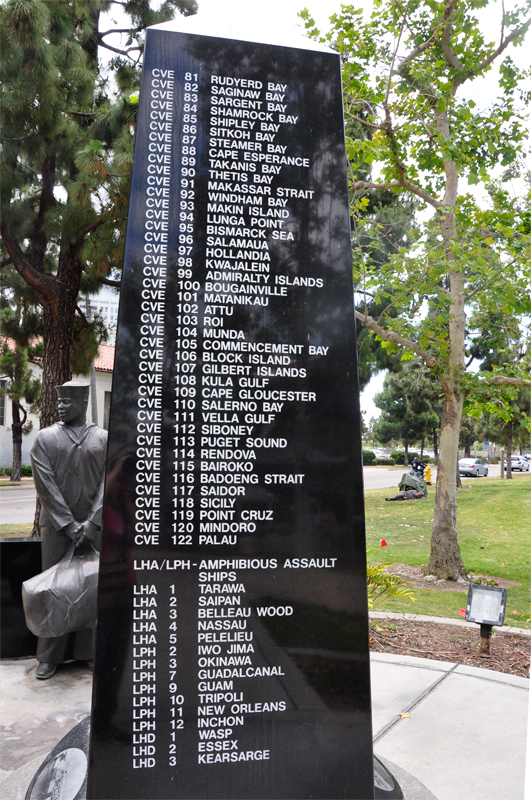 CVE 81 RUDYERD BAY
CVE 82 SAGINAW BAY
CVE 83 SARGENT BAY
CVE 84 SHAMROCK BAY
CVE 85 SHIPLEY BAY
CVE 86 SITKOH BAY
CVE 87 STEAMER BAY
CVE 88 CAPE ESPERANCE
CVE 89 TAKANIS BAY
CVE 90 THETIS BAY
CVE 91 MAKASSAR STRAIT
CVE 92 WINDHAM BAY
CVE 93 MAKIN ISLAND
CVE 94 LUNGA POINT
CVE 95 BISMARCK SEA
CVE 96 SALAMAUA
CVE 97 HOLLANDIA
CVE 98 KWAJALEIN
CVE 99 ADMIRALTY ISLANDS
CVE 100 BOUGAINVILLE
CVE 101 MATANIKAU
CVE 102 ATTU
CVE 103 ROI
CVE 104 MUNDA
CVE 105 COMMENCEMENT BAY
CVE 106 BLOCK ISLAND
CVE 107 GILBERT ISLANDS
CVE 108 KULA GULF
CVE 109 CAPE GLOUCESTER
CVE 110 SALERNO BAY
CVE 111 VELLA GULF
CVE 112 SIBONEY
CVE 113 PUGET SOUND
CVE 114 RENDOVA
CVE 115 BAIROKO
CVE 116 BADOENG STRAIT
CVE 117 SAIDOR
CVE 118 SICILY
CVE 119 POINT CRUZ
CVE 120 MINDORO
CVE 122 PALAU
LHA/LPH - AMPHIBIOUS ASSAULT
SHIPS
LHA 1 TARAWA
LHA 2 SAIPAN
LHA 3 BELLEAU WOOD
LHA 4 NASSAU
LHA 5 PELELIEU
LPH 2 IWO JIMA
LPH 3 OKINAWA
LPH 7 GUADALCANAL
LPH 9 GUAM
LPH 10 TRIPOLI
LPH 11 NEW ORLEANS
LPH 12 INCHON
LHD 1 WASP
LHD 2 ESSEX
LHD 3 KEARSARGE